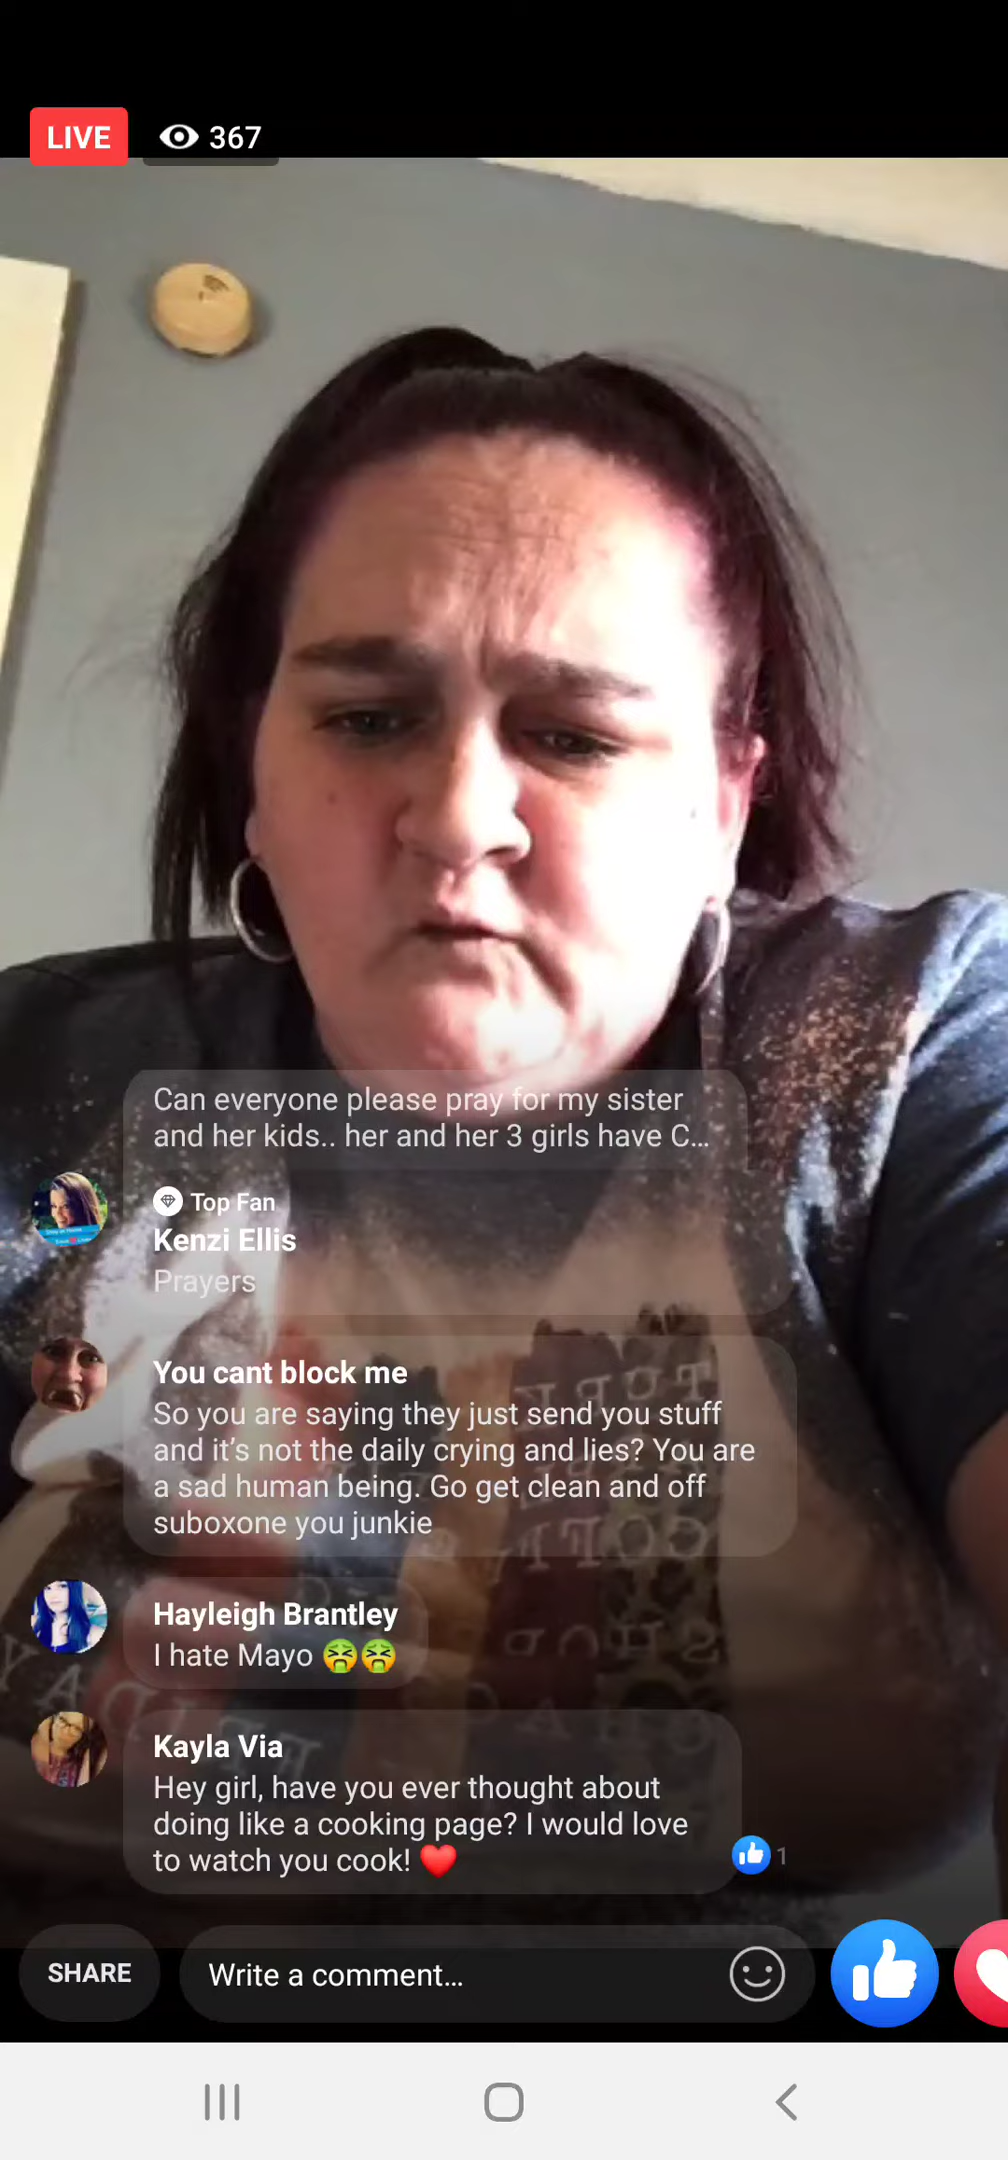 LIVE 367
Can everyone please pray for my sister
and her kids.. her and her 3 girls have C...
Top Fan
Kenzi Ellis
Prayers
You cant block me
So you are saying they just send you stuff
and it's not the daily crying and lies? You are
a sad human being. Go get clean and off
suboxone you junkie
Hayleigh Brantley
I hate Mayo 🤮🤮
Kayla Via
Hey girl, have you ever thought about
doing like a cooking page? I would love
to watch you cook! ❤️
1
SHARE
Write a comment...